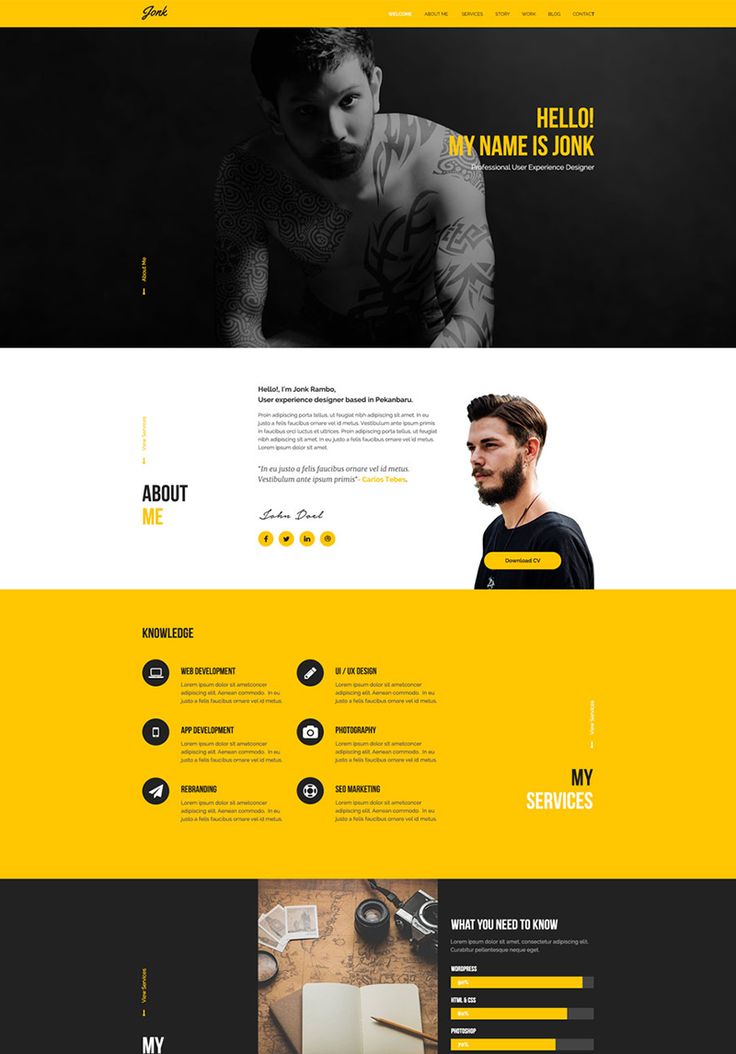 Jonk
WELCOME ABOUT ME SERVICES STORY WORK BLOG CONTACT
HELLO!
MY NAME IS JONK
Professional User Experience Designer
About Me
Hello!, I'm Jonk Rambo,
User experience designer based in Pekanbaru.
Proin adipiscing porta tellus, ut feugiat nibh adipiscing sit amet. In eu
justo a felis faucibus ornare vel id metus. Vestibulum ante ipsum primis
in faucibus orci luctus et ultrices. Proin adipiscing porta tellus, ut feugiat
nibh adipiscing sit amet. In eu justo a felis faucibus ornare vel id metus.
Lorem ipsum dolor sit amet.
"In eu justo a felis faucibus ornare vel id metus.
Vestibulum ante ipsum primis" - Carlos Tebes.
John Doel
View Services
ABOUT
ME
Download CV
KNOWLEDGE
WEB DEVELOPMENT
Lorem ipsum dolor sit ametconcer
adipiscing elit. Aenean commodo. In eu
justo a felis faucibus ornare vel id metus.
UI / UX DESIGN
Lorem ipsum dolor sit ametconcer
adipiscing elit. Aenean commodo. In eu
justo a felis faucibus ornare vel id metus.
APP DEVELOPMENT
Lorem ipsum dolor sit ametconcer
adipiscing elit. Aenean commodo. In eu
justo a felis faucibus ornare vel id metus.
PHOTOGRAPHY
Lorem ipsum dolor sit ametconcer
adipiscing elit. Aenean commodo. In eu
justo a felis faucibus ornare vel id metus.
REBRANDING
Lorem ipsum dolor sit ametconcer
adipiscing elit. Aenean commodo. In eu
justo a felis faucibus ornare vel id metus.
SEO MARKETING
Lorem ipsum dolor sit ametconcer
adipiscing elit. Aenean commodo. In eu
justo a felis faucibus ornare vel id metus.
View Services
MY
SERVICES
View Services
MY
WHAT YOU NEED TO KNOW
Lorem ipsum dolor sit amet, consectetur adipiscing elit.
Curabitur pellentesque neque eget.
WORDPRESS
90%
HTML & CSS
80%
PHOTOSHOP
70%